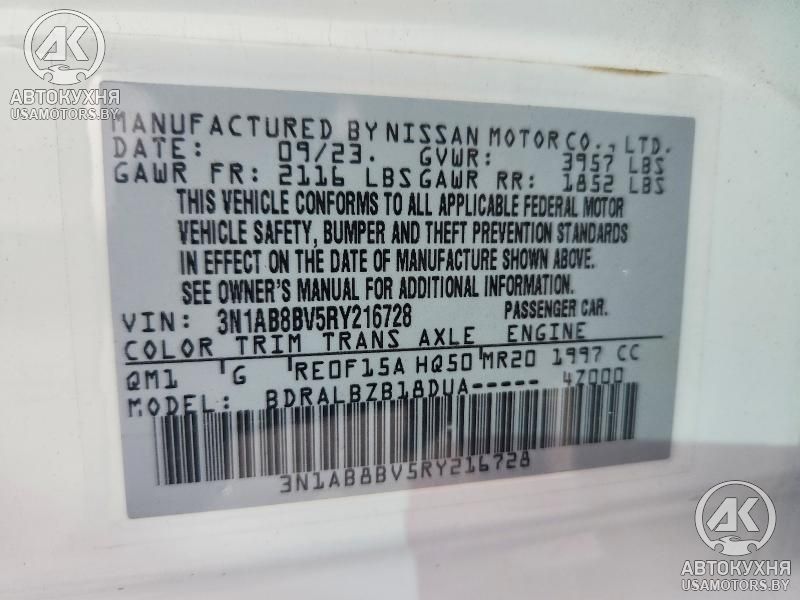 AK
АВТОКУХНЯ
USAMOTORS.BY
MANUFACTURED BY NISSAN MOTOR CO., LTD.
DATE: 09/23. GVWR: 3957 LBS
GAWR FR: 2116 LBS GAWR RR: 1852 LBS
THIS VEHICLE CONFORMS TO ALL APPLICABLE FEDERAL MOTOR
VEHICLE SAFETY, BUMPER AND THEFT PREVENTION STANDARDS
IN EFFECT ON THE DATE OF MANUFACTURE SHOWN ABOVE.
SEE OWNER'S MANUAL FOR ADDITIONAL INFORMATION.
VIN: 3N1AB8BV5RY216728 PASSENGER CAR.
COLOR TRIM TRANS AXLE ENGINE
QM1 G RE0F15A HQ50 MR20 1997 CC
MODEL: BDRALBZB18DUA----- 4Z000
3N1AB8BV5RY216728
AK
АВТОКУХНЯ
USAMOTORS.BY